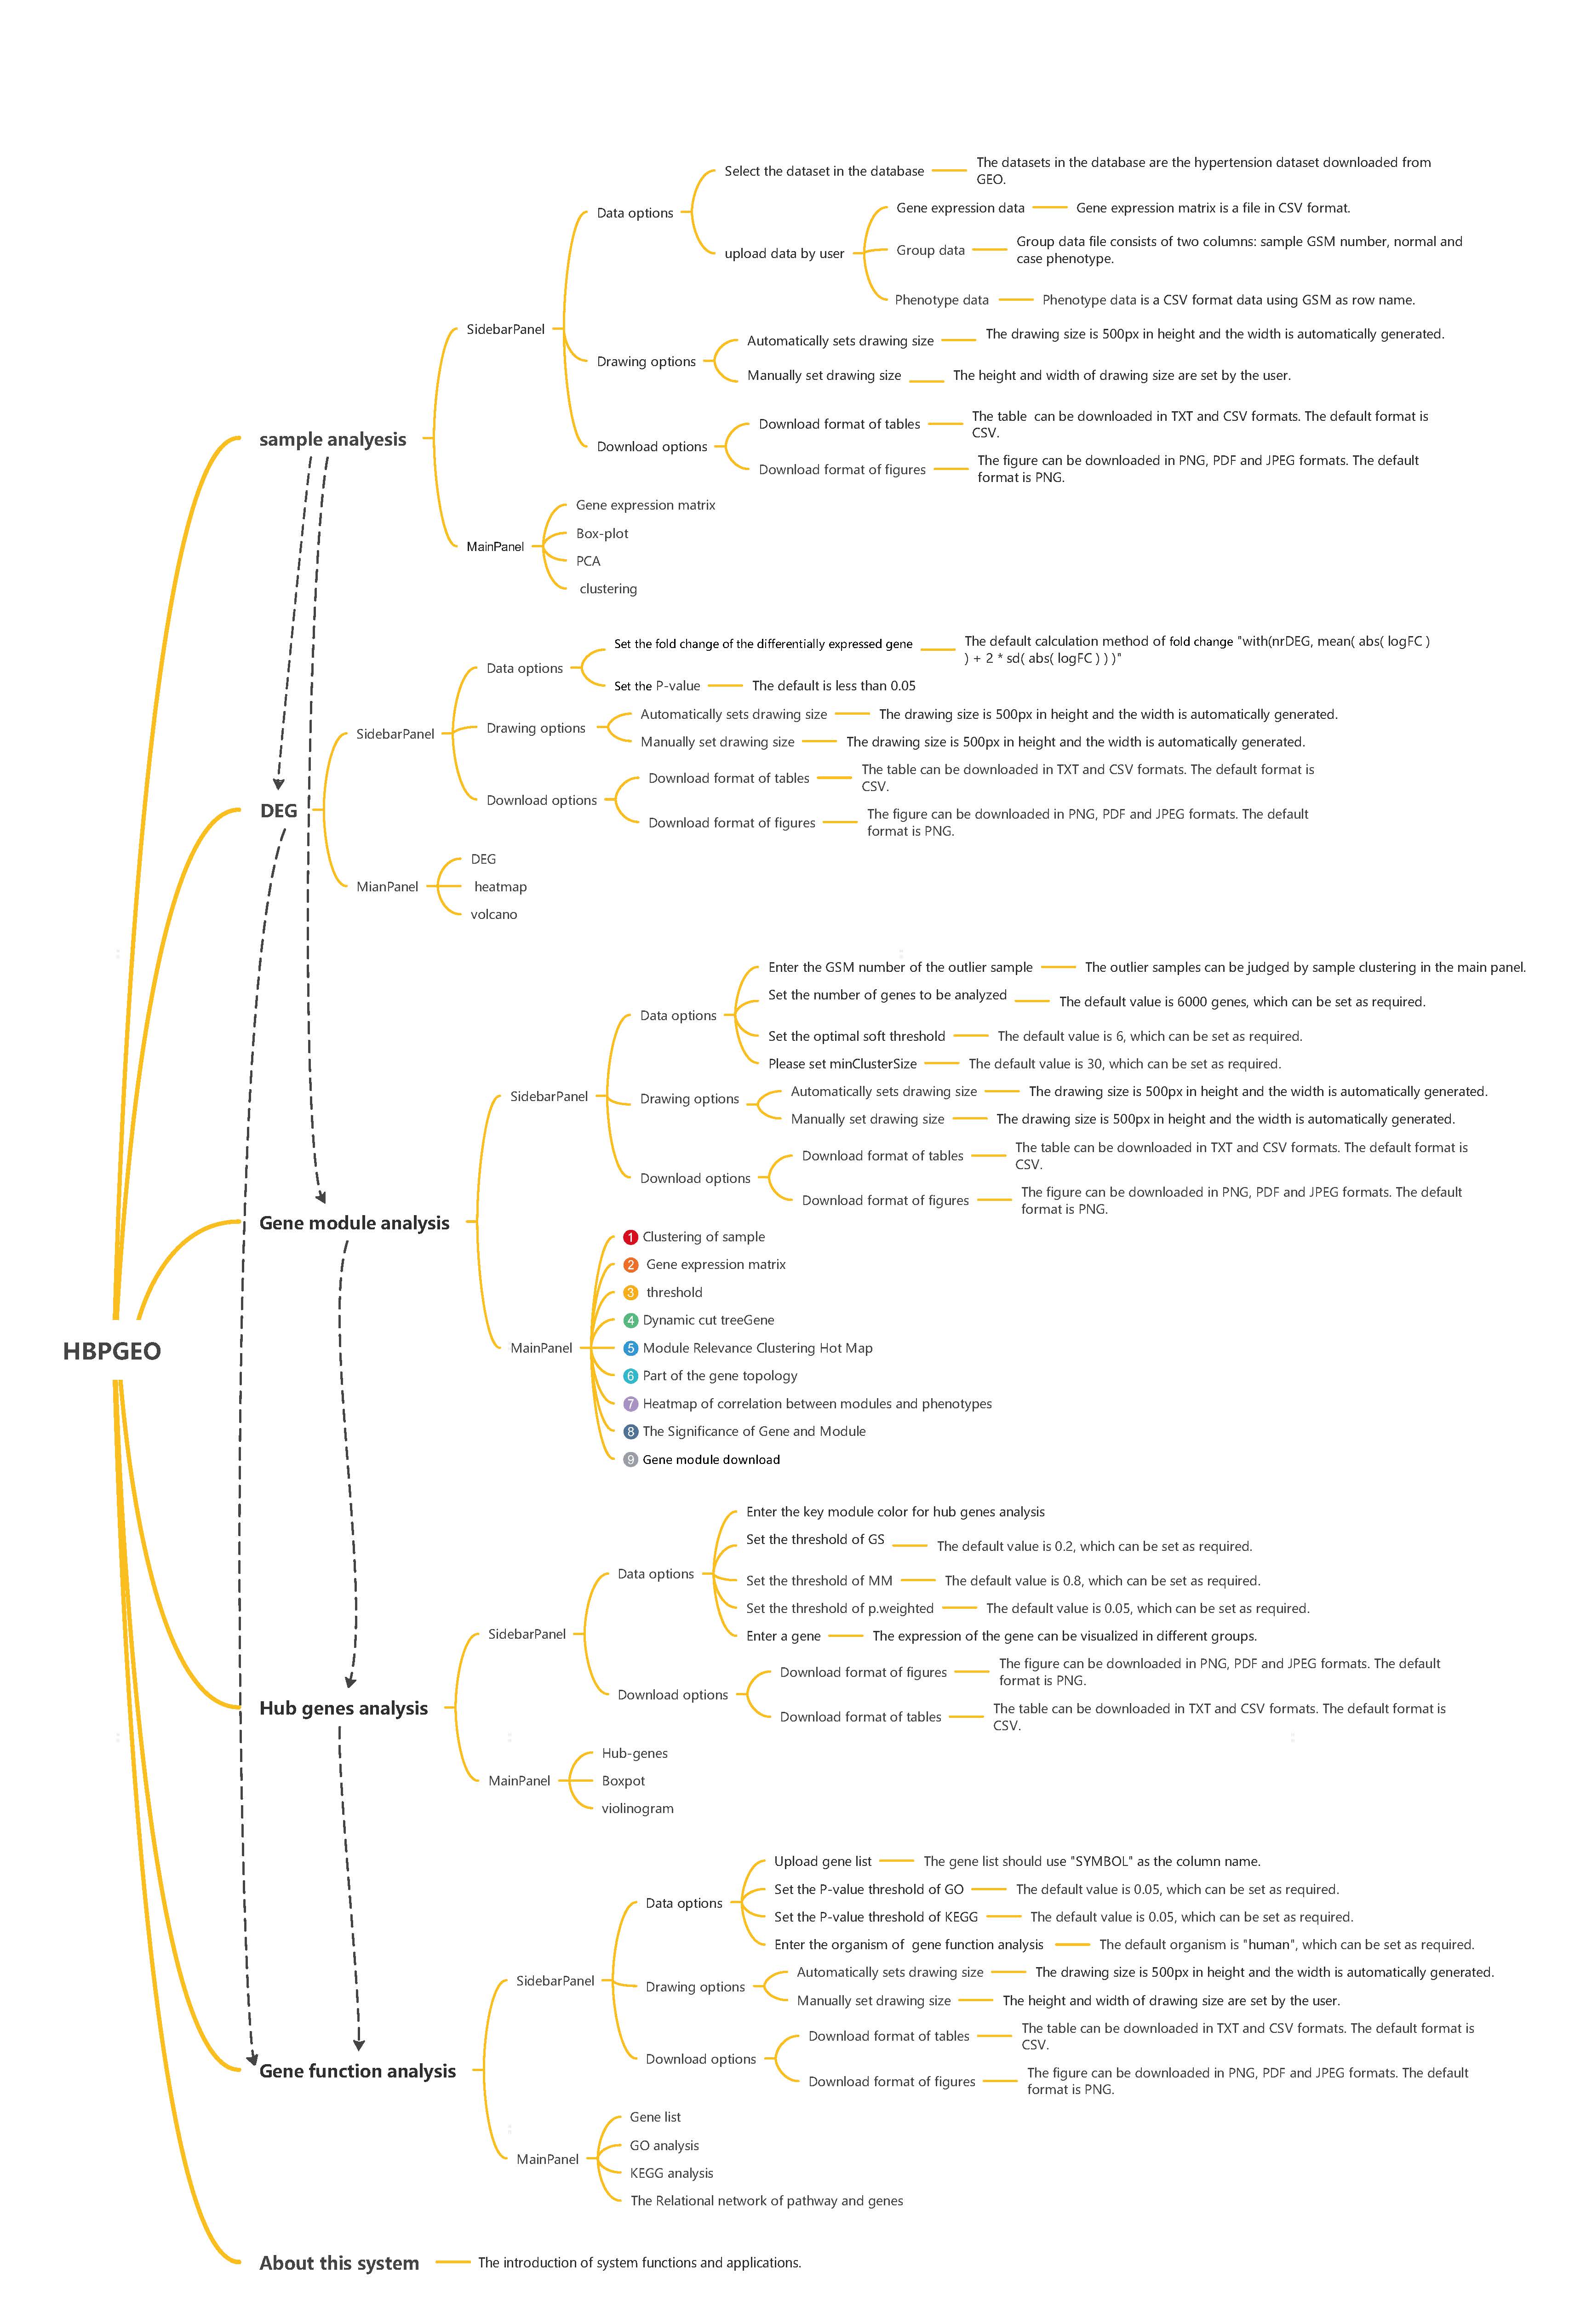 Select the dataset in the database
The datasets in the database are the hypertension dataset downloaded from
GEO.
Data options
Gene expression data
Gene expression matrix is a file in CSV format.
upload data by user
Group data
Group data file consists of two columns: sample GSM number, normal and
case phenotype.
Phenotype data
Phenotype data is a CSV format data using GSM as row name.
SidebarPanel
Automatically sets drawing size
The drawing size is 500px in height and the width is automatically generated.
Drawing options
Manually set drawing size
The height and width of drawing size are set by the user.
Download format of tables
The table  can be downloaded in TXT and CSV formats. The default format is
CSV.
sample analyesis
Download options
Download format of figures
The figure can be downloaded in PNG, PDF and JPEG formats. The default
format is PNG.
Gene expression matrix
Box-plot
MainPanel
PCA
clustering
Set the fold change of the differentially expressed gene
The default calculation method of fold change "with(nrDEG, mean( abs( logFC )
) + 2 * sd( abs( logFC ) ) )"
Data options
Set the P-value
The default is less than 0.05
Automatically sets drawing size
The drawing size is 500px in height and the width is automatically generated.
SidebarPanel
Drawing options
Manually set drawing size
The drawing size is 500px in height and the width is automatically generated.
Download format of tables
The table can be downloaded in TXT and CSV formats. The default format is
CSV.
Download options
Download format of figures
The figure can be downloaded in PNG, PDF and JPEG formats. The default
format is PNG.
DEG
DEG
MianPanel
heatmap
volcano
Enter the GSM number of the outlier sample
The outlier samples can be judged by sample clustering in the main panel.
Set the number of genes to be analyzed
The default value is 6000 genes, which can be set as required.
Data options
Set the optimal soft threshold
The default value is 6, which can be set as required.
Please set minClusterSize
The default value is 30, which can be set as required.
SidebarPanel
Automatically sets drawing size
The drawing size is 500px in height and the width is automatically generated.
Drawing options
Manually set drawing size
The drawing size is 500px in height and the width is automatically generated.
Download format of tables
The table can be downloaded in TXT and CSV formats. The default format is
CSV.
Download options
Download format of figures
The figure can be downloaded in PNG, PDF and JPEG formats. The default
format is PNG.
Gene module analysis
1 Clustering of sample
2 Gene expression matrix
3 threshold
4 Dynamic cut treeGene
MainPanel
5 Module Relevance Clustering Hot Map
HBPGEO
6 Part of the gene topology
7 Heatmap of correlation between modules and phenotypes
8 The Significance of Gene and Module
9 Gene module download
Enter the key module color for hub genes analysis
Set the threshold of GS
The default value is 0.2, which can be set as required.
Data options
Set the threshold of MM
The default value is 0.8, which can be set as required.
Set the threshold of p.weighted
The default value is 0.05, which can be set as required.
SidebarPanel
Enter a gene
The expression of the gene can be visualized in different groups.
Download format of figures
The figure can be downloaded in PNG, PDF and JPEG formats. The default
format is PNG.
Download options
Download format of tables
The table can be downloaded in TXT and CSV formats. The default format is
CSV.
Hub genes analysis
Hub-genes
MainPanel
Boxpot
violinogram
Upload gene list
The gene list should use "SYMBOL" as the column name.
Data options
Set the P-value threshold of GO
The default value is 0.05, which can be set as required.
Set the P-value threshold of KEGG
The default value is 0.05, which can be set as required.
Enter the organism of  gene function analysis
The default organism is "human", which can be set as required.
SidebarPanel
Automatically sets drawing size
The drawing size is 500px in height and the width is automatically generated.
Drawing options
Manually set drawing size
The height and width of drawing size are set by the user.
Download format of tables
The table can be downloaded in TXT and CSV formats. The default format is
CSV.
Download options
Download format of figures
The figure can be downloaded in PNG, PDF and JPEG formats. The default
format is PNG.
Gene function analysis
Gene list
GO analysis
MainPanel
KEGG analysis
The Relational network of pathway and genes
About this system
The introduction of system functions and applications.